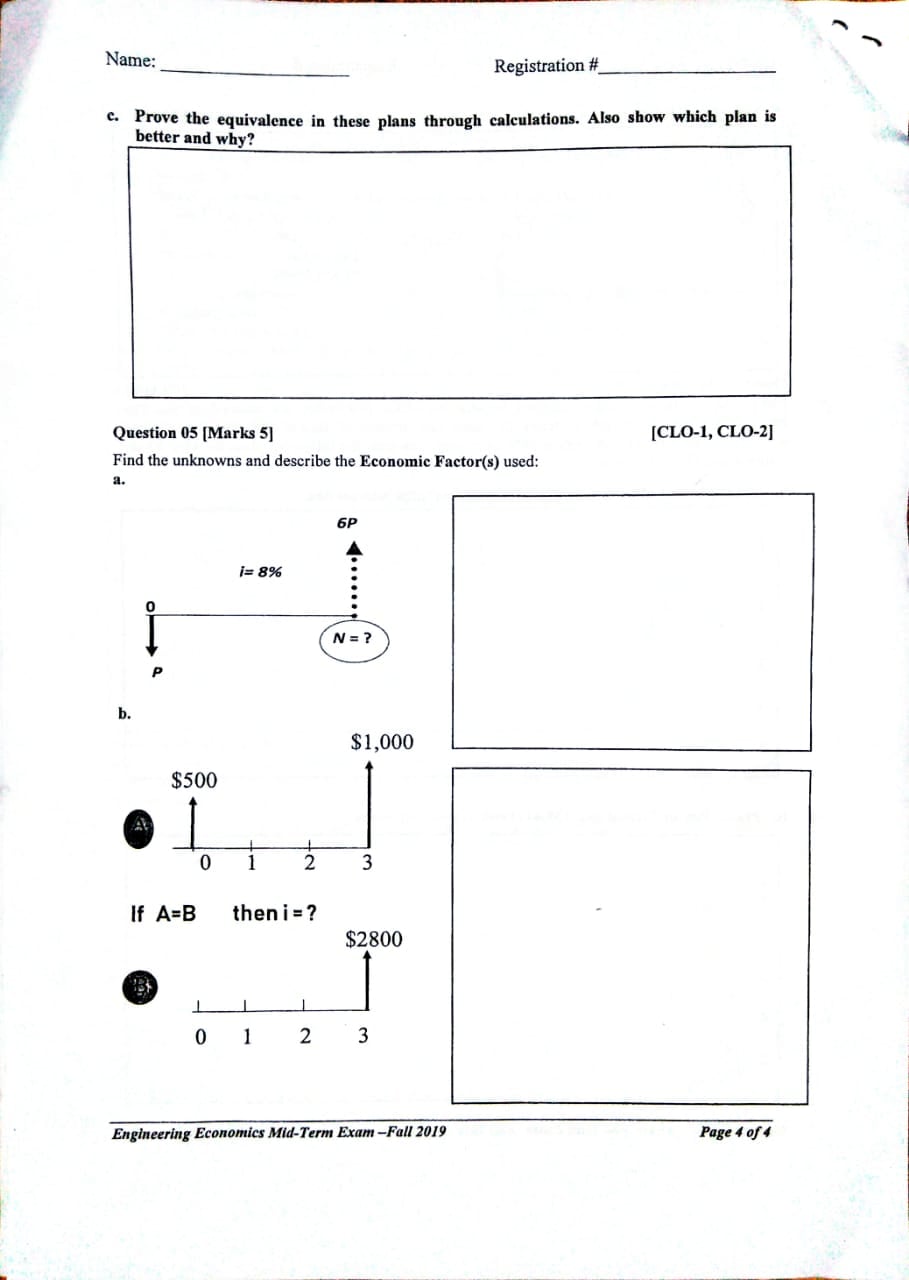 Name: ____________ Registration # ____________
c. Prove the equivalence in these plans through calculations. Also show which plan is
better and why?
Question 05 [Marks 5] [CLO-1, CLO-2]
Find the unknowns and describe the Economic Factor(s) used:
a.
6P
i= 8%
0
N = ?
P
b.
$1,000
$500
A
0 1 2 3
If A=B then i = ?
$2800
B
0 1 2 3
Engineering Economics Mid-Term Exam –Fall 2019 Page 4 of 4